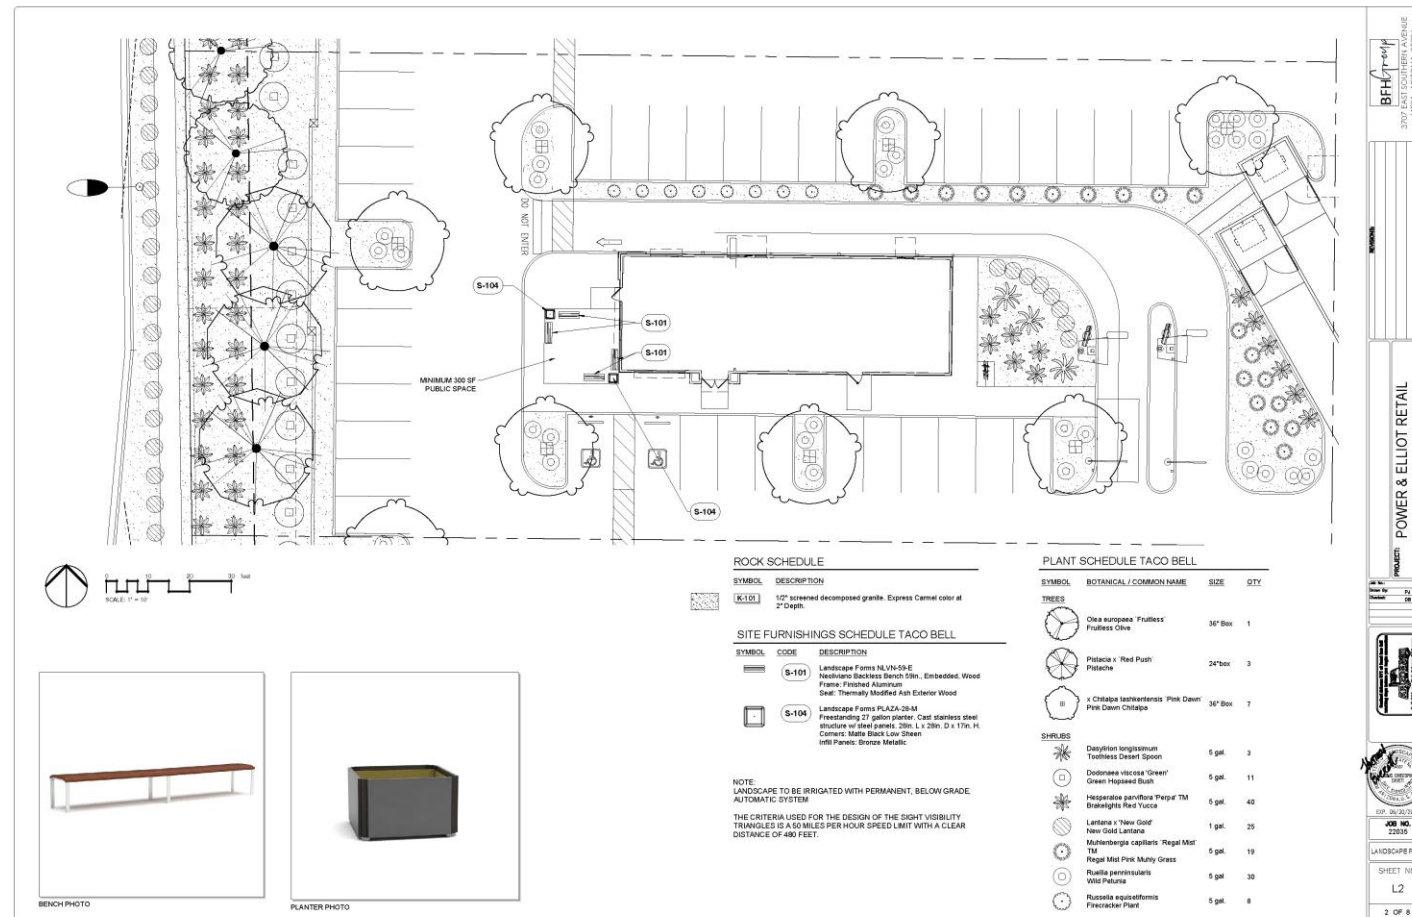 DO NOT ENTER
S-104
S-101
S-101
MINIMUM 300 SF
PUBLIC SPACE
S-104
0 10 20 30 feet
SCALE: 1" = 10'
BENCH PHOTO
PLANTER PHOTO
ROCK SCHEDULE
SYMBOL DESCRIPTION
K-101 1/2" screened decomposed granite. Express Carmel color at
2" Depth.
SITE FURNISHINGS SCHEDULE TACO BELL
SYMBOL CODE DESCRIPTION
S-101 Landscape Forms NLVN-59-E
Neoliviano Backless Bench 59in., Embedded, Wood
Frame: Finished Aluminum
Seat: Thermally Modified Ash Exterior Wood
S-104 Landscape Forms PLAZA-28-M
Freestanding 27 gallon planter. Cast stainless steel
structure w/ steel panels. 28in. L x 28in. D x 17in. H.
Corners: Matte Black Low Sheen
Infill Panels: Bronze Metallic
NOTE:
LANDSCAPE TO BE IRRIGATED WITH PERMANENT, BELOW GRADE,
AUTOMATIC SYSTEM
THE CRITERIA USED FOR THE DESIGN OF THE SIGHT VISIBILITY
TRIANGLES IS A 50 MILES PER HOUR SPEED LIMIT WITH A CLEAR
DISTANCE OF 480 FEET.
PLANT SCHEDULE TACO BELL
SYMBOL BOTANICAL / COMMON NAME SIZE QTY
TREES
Olea europaea `Fruitless`
Fruitless Olive 36" Box 1
Pistacia x `Red Push`
Pistache 24"box 3
x Chitalpa tashkentensis `Pink Dawn`
Pink Dawn Chitalpa 36" Box 7
SHRUBS
Dasylirion longissimum
Toothless Desert Spoon 5 gal. 3
Dodonaea viscosa 'Green'
Green Hopseed Bush 5 gal. 11
Hesperaloe parviflora 'Perpa' TM
Brakelights Red Yucca 5 gal. 40
Lantana x 'New Gold'
New Gold Lantana 1 gal. 25
Muhlenbergia capillaris `Regal Mist`
TM
Regal Mist Pink Muhly Grass 5 gal. 19
Ruellia penninsularis
Wild Petunia 5 gal 30
Russelia equisetiformis
Firecracker Plant 5 gal. 8
BFH Group
3707 EAST SOUTHERN AVENUE
REVISIONS:
PROJECT:
POWER & ELLIOT RETAIL
JOB NO.
22035
SHEET NO
L2
2 OF 8